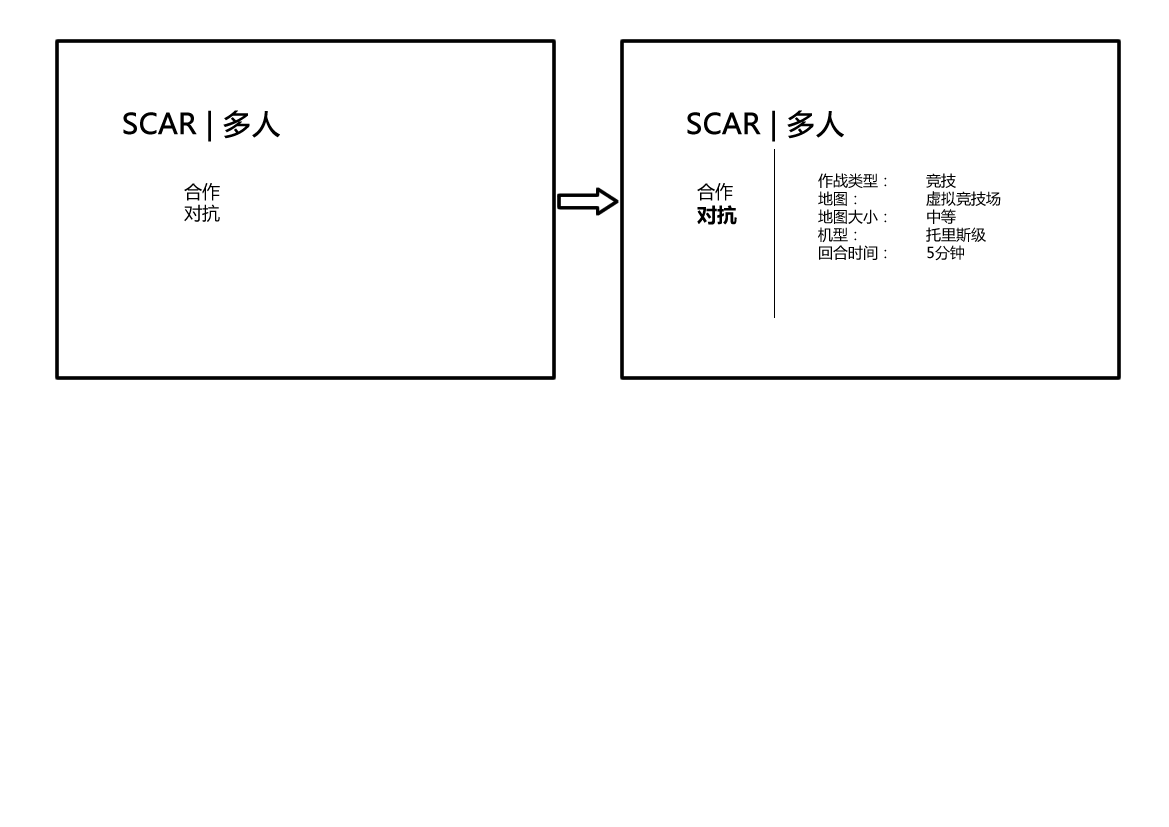 SCAR | 多人
合作
对抗
SCAR | 多人
合作
对抗
作战类型： 竞技
地图： 虚拟竞技场
地图大小： 中等
机型： 托里斯级
回合时间： 5分钟